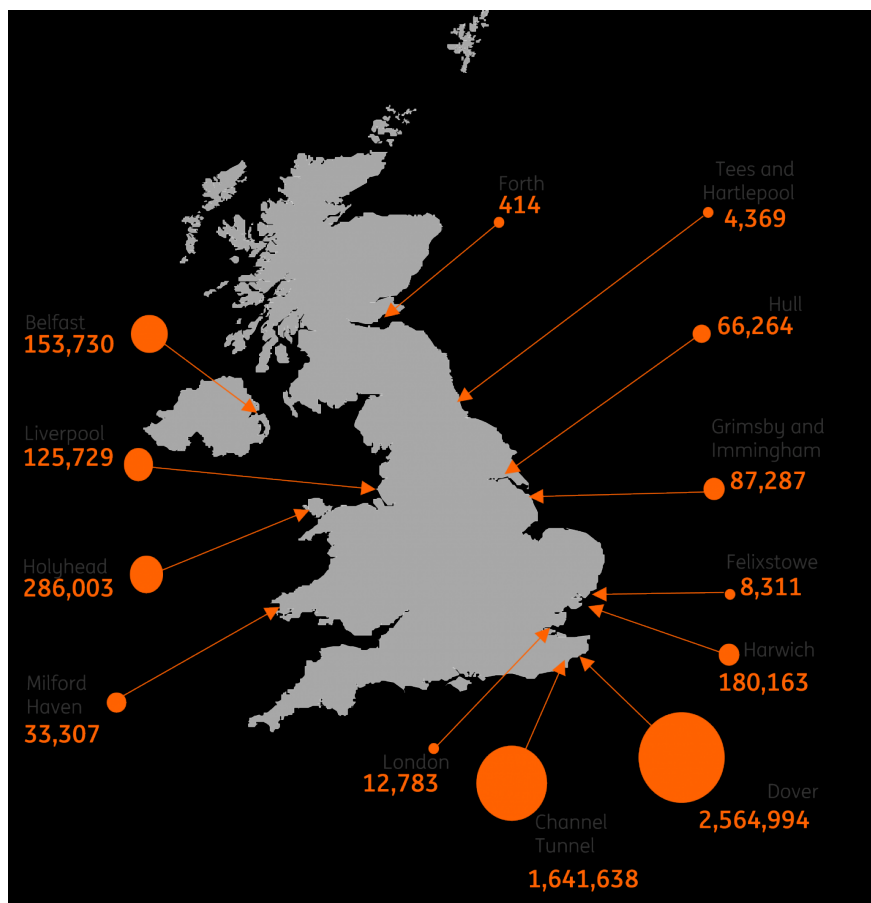 Forth
414
Tees and
Hartlepool
4,369
Belfast
153,730
Hull
66,264
Liverpool
125,729
Grimsby and
Immingham
87,287
Holyhead
286,003
Felixstowe
8,311
Harwich
180,163
Milford
Haven
33,307
London
12,783
Channel
Tunnel
1,641,638
Dover
2,564,994